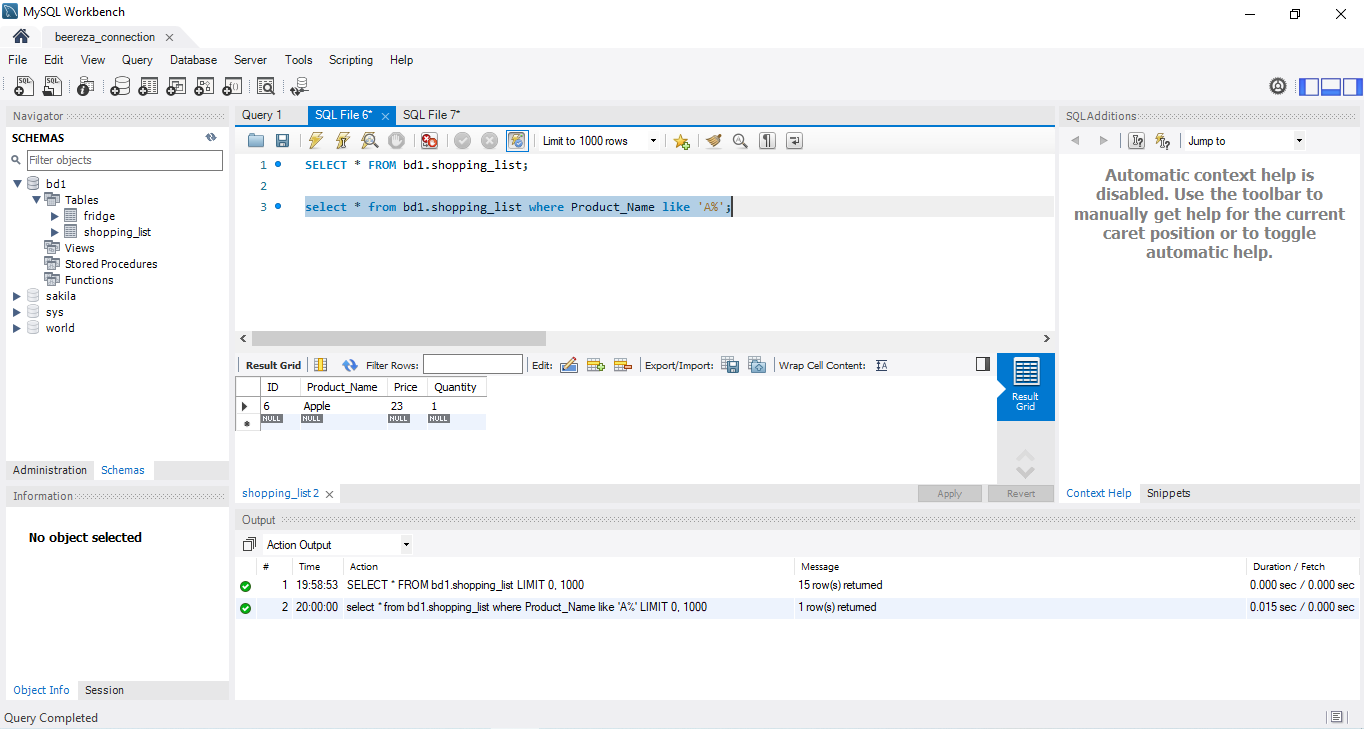 MySQL Workbench
beereza_connection
File Edit View Query Database Server Tools Scripting Help
Navigator
SCHEMAS
Filter objects
bd1
Tables
fridge
shopping_list
Views
Stored Procedures
Functions
sakila
sys
world
Administration Schemas
Information
No object selected
Object Info Session
Query 1 SQL File 6* SQL File 7*
Limit to 1000 rows
1 SELECT * FROM bd1.shopping_list;
2
3 select * from bd1.shopping_list where Product_Name like 'A%';
Result Grid Filter Rows: Edit: Export/Import: Wrap Cell Content:
ID Product_Name Price Quantity
6 Apple 23 1
NULL NULL NULL NULL
Result
Grid
shopping_list 2
Apply Revert
SQLAdditions
Jump to
Automatic context help is
disabled. Use the toolbar to
manually get help for the current
caret position or to toggle
automatic help.
Context Help Snippets
Output
Action Output
# Time Action Message Duration / Fetch
1 19:58:53 SELECT * FROM bd1.shopping_list LIMIT 0, 1000 15 row(s) returned 0.000 sec / 0.000 sec
2 20:00:00 select * from bd1.shopping_list where Product_Name like 'A%' LIMIT 0, 1000 1 row(s) returned 0.015 sec / 0.000 sec
Query Completed